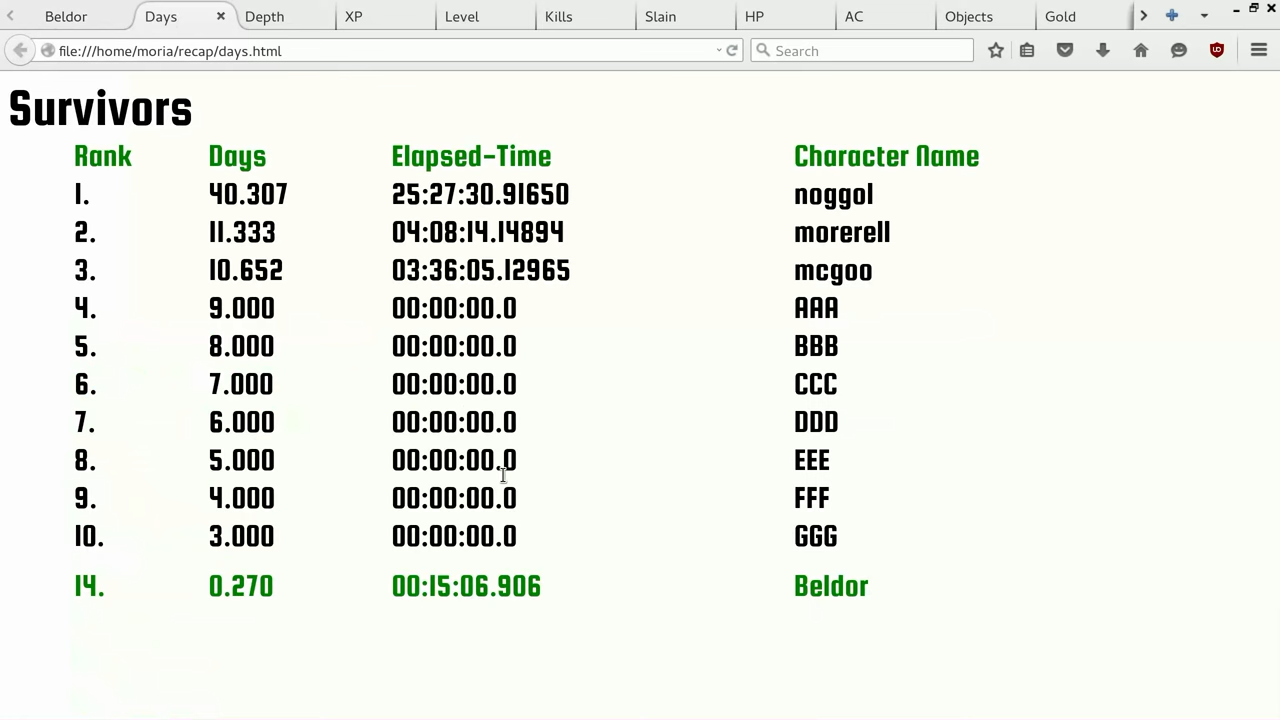 Beldor Days Depth XP Level Kills Slain HP AC Objects Gold
file:///home/moria/recap/days.html Search
Survivors
Rank Days Elapsed-Time Character Name
1. 40.307 25:27:30.91650 noggol
2. 11.333 04:08:14.14894 morerell
3. 10.652 03:36:05.12965 mcgoo
4. 9.000 00:00:00.0 AAA
5. 8.000 00:00:00.0 BBB
6. 7.000 00:00:00.0 CCC
7. 6.000 00:00:00.0 DDD
8. 5.000 00:00:00.0 EEE
9. 4.000 00:00:00.0 FFF
10. 3.000 00:00:00.0 GGG
14. 0.270 00:15:06.906 Beldor